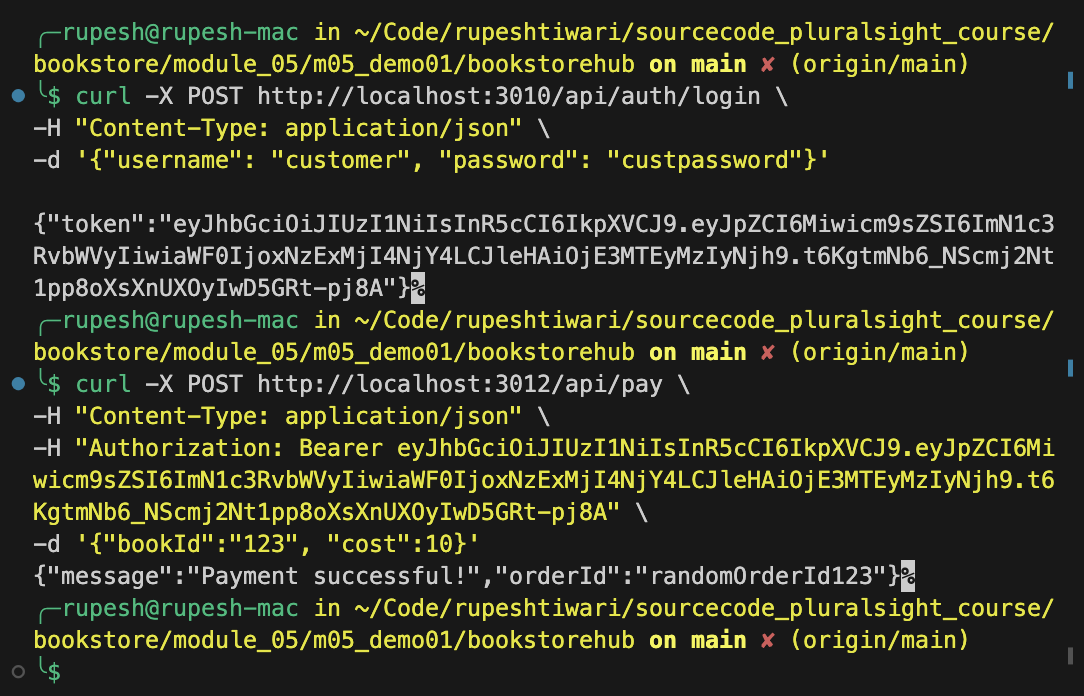 ╭─rupesh@rupesh-mac in ~/Code/rupeshtiwari/sourcecode_pluralsight_course/
bookstore/module_05/m05_demo01/bookstorehub on main ✘ (origin/main)
╰$ curl -X POST http://localhost:3010/api/auth/login \
-H "Content-Type: application/json" \
-d '{"username": "customer", "password": "custpassword"}'
{"token":"eyJhbGciOiJIUzI1NiIsInR5cCI6IkpXVCJ9.eyJpZCI6Miwicm9sZSI6ImN1c3
RvbWVyIiwiaWF0IjoxNzExMjI4NjY4LCJleHAiOjE3MTEyMzIyNjh9.t6KgtmNb6_NScmj2Nt
1pp8oXsXnUXOyIwD5GRt-pj8A"}%
╭─rupesh@rupesh-mac in ~/Code/rupeshtiwari/sourcecode_pluralsight_course/
bookstore/module_05/m05_demo01/bookstorehub on main ✘ (origin/main)
╰$ curl -X POST http://localhost:3012/api/pay \
-H "Content-Type: application/json" \
-H "Authorization: Bearer eyJhbGciOiJIUzI1NiIsInR5cCI6IkpXVCJ9.eyJpZCI6Mi
wicm9sZSI6ImN1c3RvbWVyIiwiaWF0IjoxNzExMjI4NjY4LCJleHAiOjE3MTEyMzIyNjh9.t6
KgtmNb6_NScmj2Nt1pp8oXsXnUXOyIwD5GRt-pj8A" \
-d '{"bookId":"123", "cost":10}'
{"message":"Payment successful!","orderId":"randomOrderId123"}%
╭─rupesh@rupesh-mac in ~/Code/rupeshtiwari/sourcecode_pluralsight_course/
bookstore/module_05/m05_demo01/bookstorehub on main ✘ (origin/main)
╰$